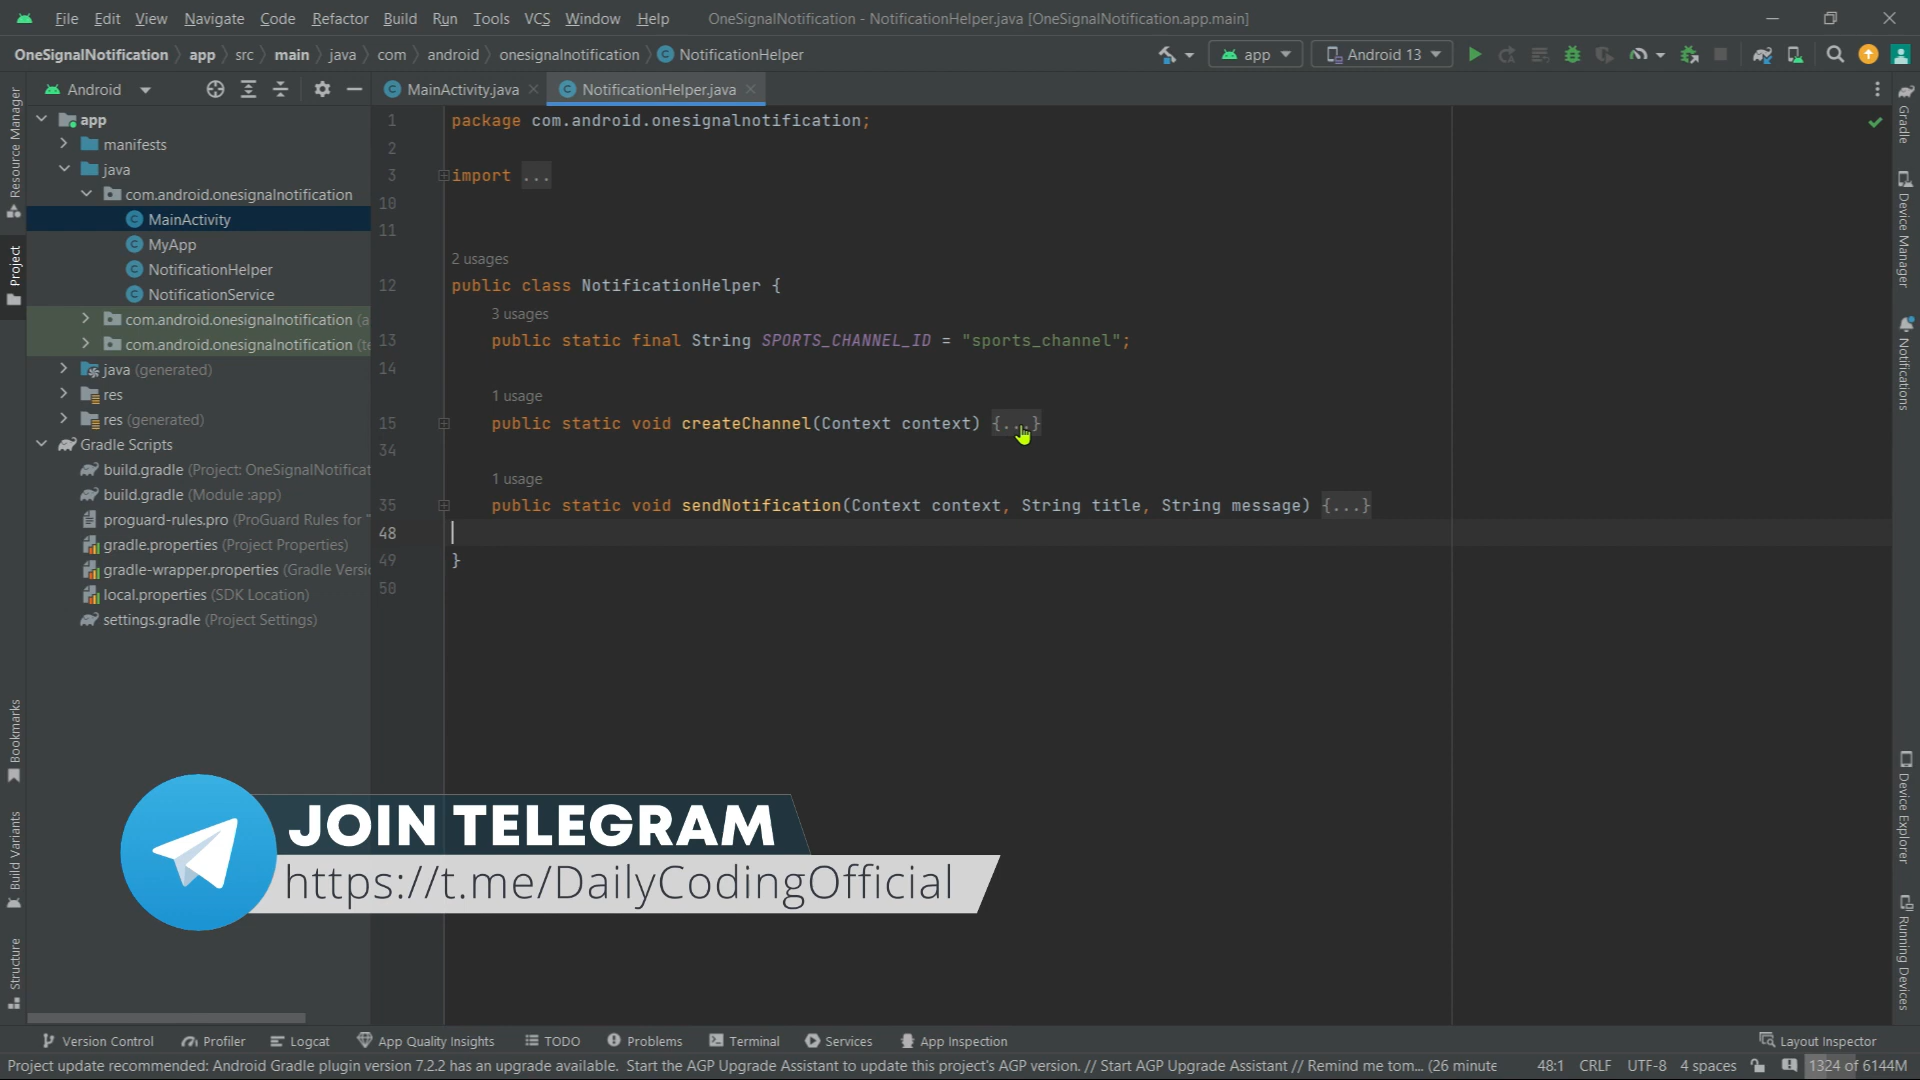 File Edit View Navigate Code Refactor Build Run Tools VCS Window Help OneSignalNotification - NotificationHelper.java [OneSignalNotification.app.main]
OneSignalNotification app src main java com android onesignalnotification NotificationHelper app Android 13
Android MainActivity.java NotificationHelper.java
app
manifests
java
com.android.onesignalnotification
MainActivity
MyApp
NotificationHelper
NotificationService
com.android.onesignalnotification (a
com.android.onesignalnotification (te
java (generated)
res
res (generated)
Gradle Scripts
build.gradle (Project: OneSignalNotificat
build.gradle (Module :app)
proguard-rules.pro (ProGuard Rules for "
gradle.properties (Project Properties)
gradle-wrapper.properties (Gradle Versi
local.properties (SDK Location)
settings.gradle (Project Settings)
Resource Manager
Project
Bookmarks
Build Variants
Structure
1 package com.android.onesignalnotification;
2
3 import ...
10
11
2 usages
12 public class NotificationHelper {
3 usages
13 public static final String SPORTS_CHANNEL_ID = "sports_channel";
14
1 usage
15 public static void createChannel(Context context) {...}
34
1 usage
35 public static void sendNotification(Context context, String title, String message) {...}
48
49 }
50
Gradle
Device Manager
Notifications
Device Explorer
Running Devices
JOIN TELEGRAM
https://t.me/DailyCodingOfficial
Version Control Profiler Logcat App Quality Insights TODO Problems Terminal Services App Inspection Layout Inspector
Project update recommended: Android Gradle plugin version 7.2.2 has an upgrade available. Start the AGP Upgrade Assistant to update this project's AGP version. // Start AGP Upgrade Assistant // Remind me tom... (26 minute 48:1 CRLF UTF-8 4 spaces 1324 of 6144M